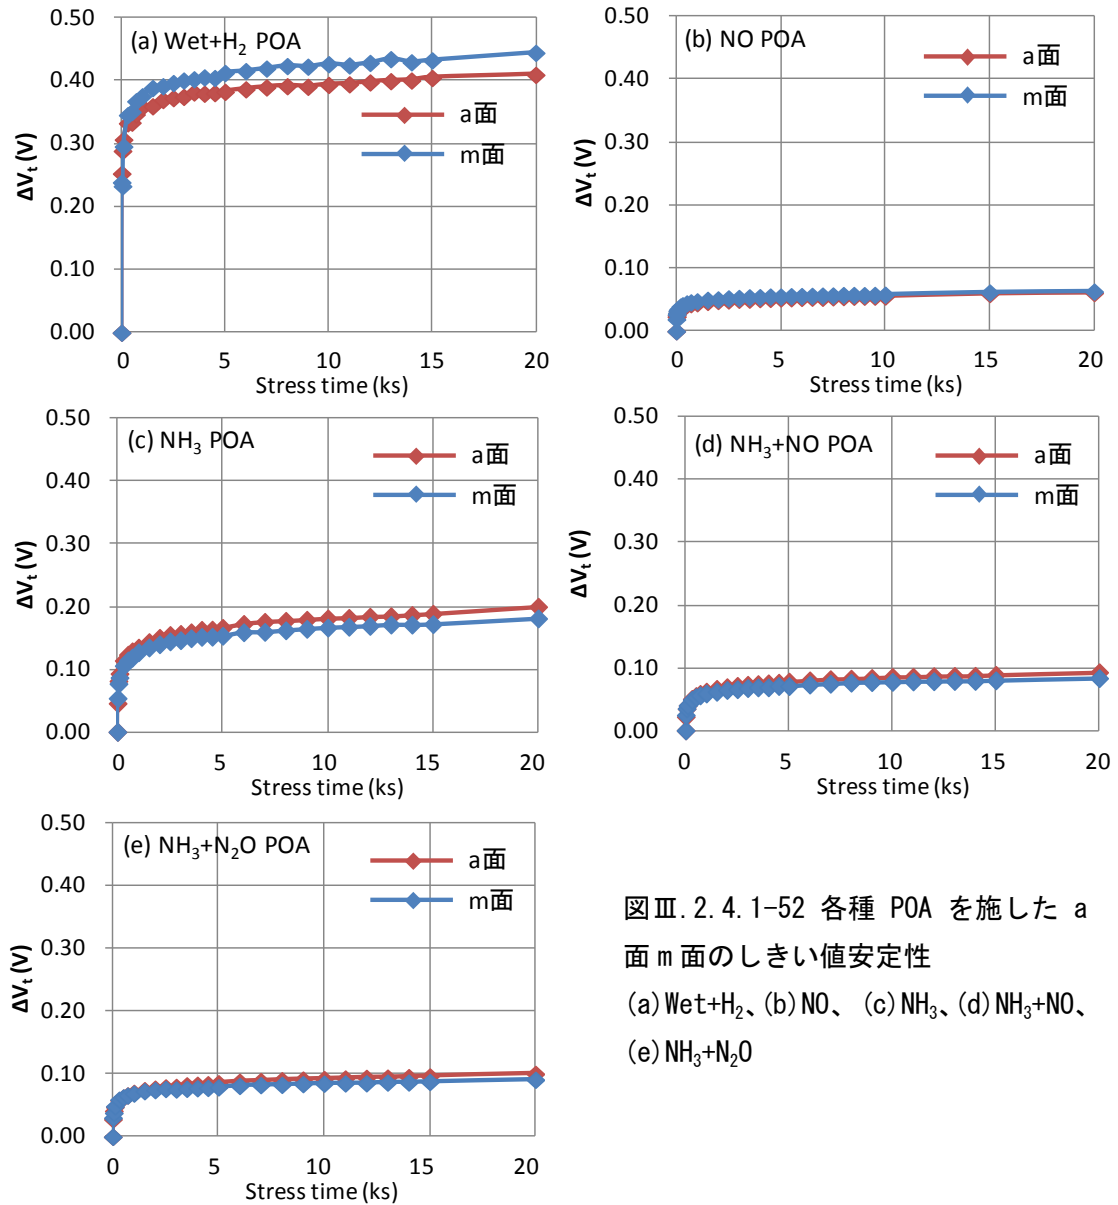 (a) Wet+H₂ POA
0.50
0.40
0.30
0.20
0.10
0.00
ΔVₜ (V)
a面
m面
0 5 10 15 20
Stress time (ks)
(b) NO POA
0.50
0.40
0.30
0.20
0.10
0.00
ΔVₜ (V)
a面
m面
0 5 10 15 20
Stress time (ks)
(c) NH₃ POA
0.50
0.40
0.30
0.20
0.10
0.00
ΔVₜ (V)
a面
m面
0 5 10 15 20
Stress time (ks)
(d) NH₃+NO POA
0.50
0.40
0.30
0.20
0.10
0.00
ΔVₜ (V)
a面
m面
0 5 10 15 20
Stress time (ks)
(e) NH₃+N₂O POA
0.50
0.40
0.30
0.20
0.10
0.00
ΔVₜ (V)
a面
m面
0 5 10 15 20
Stress time (ks)
図Ⅲ.2.4.1-52 各種 POA を施した a
面 m 面のしきい値安定性
(a)Wet+H₂、(b)NO、 (c)NH₃、(d)NH₃+NO、
(e)NH₃+N₂O